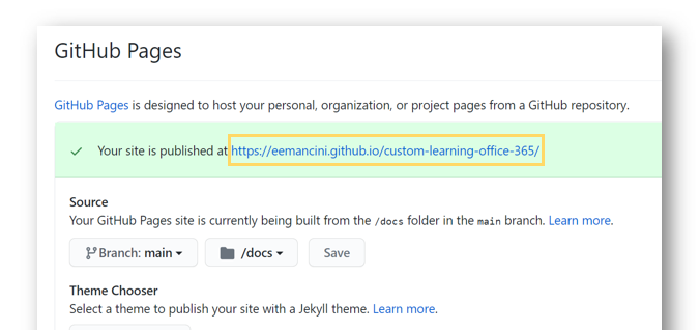 GitHub Pages
GitHub Pages is designed to host your personal, organization, or project pages from a GitHub repository.
Your site is published at https://eemancini.github.io/custom-learning-office-365/
Source
Your GitHub Pages site is currently being built from the /docs folder in the main branch. Learn more.
Branch: main /docs Save
Theme Chooser
Select a theme to publish your site with a Jekyll theme. Learn more.